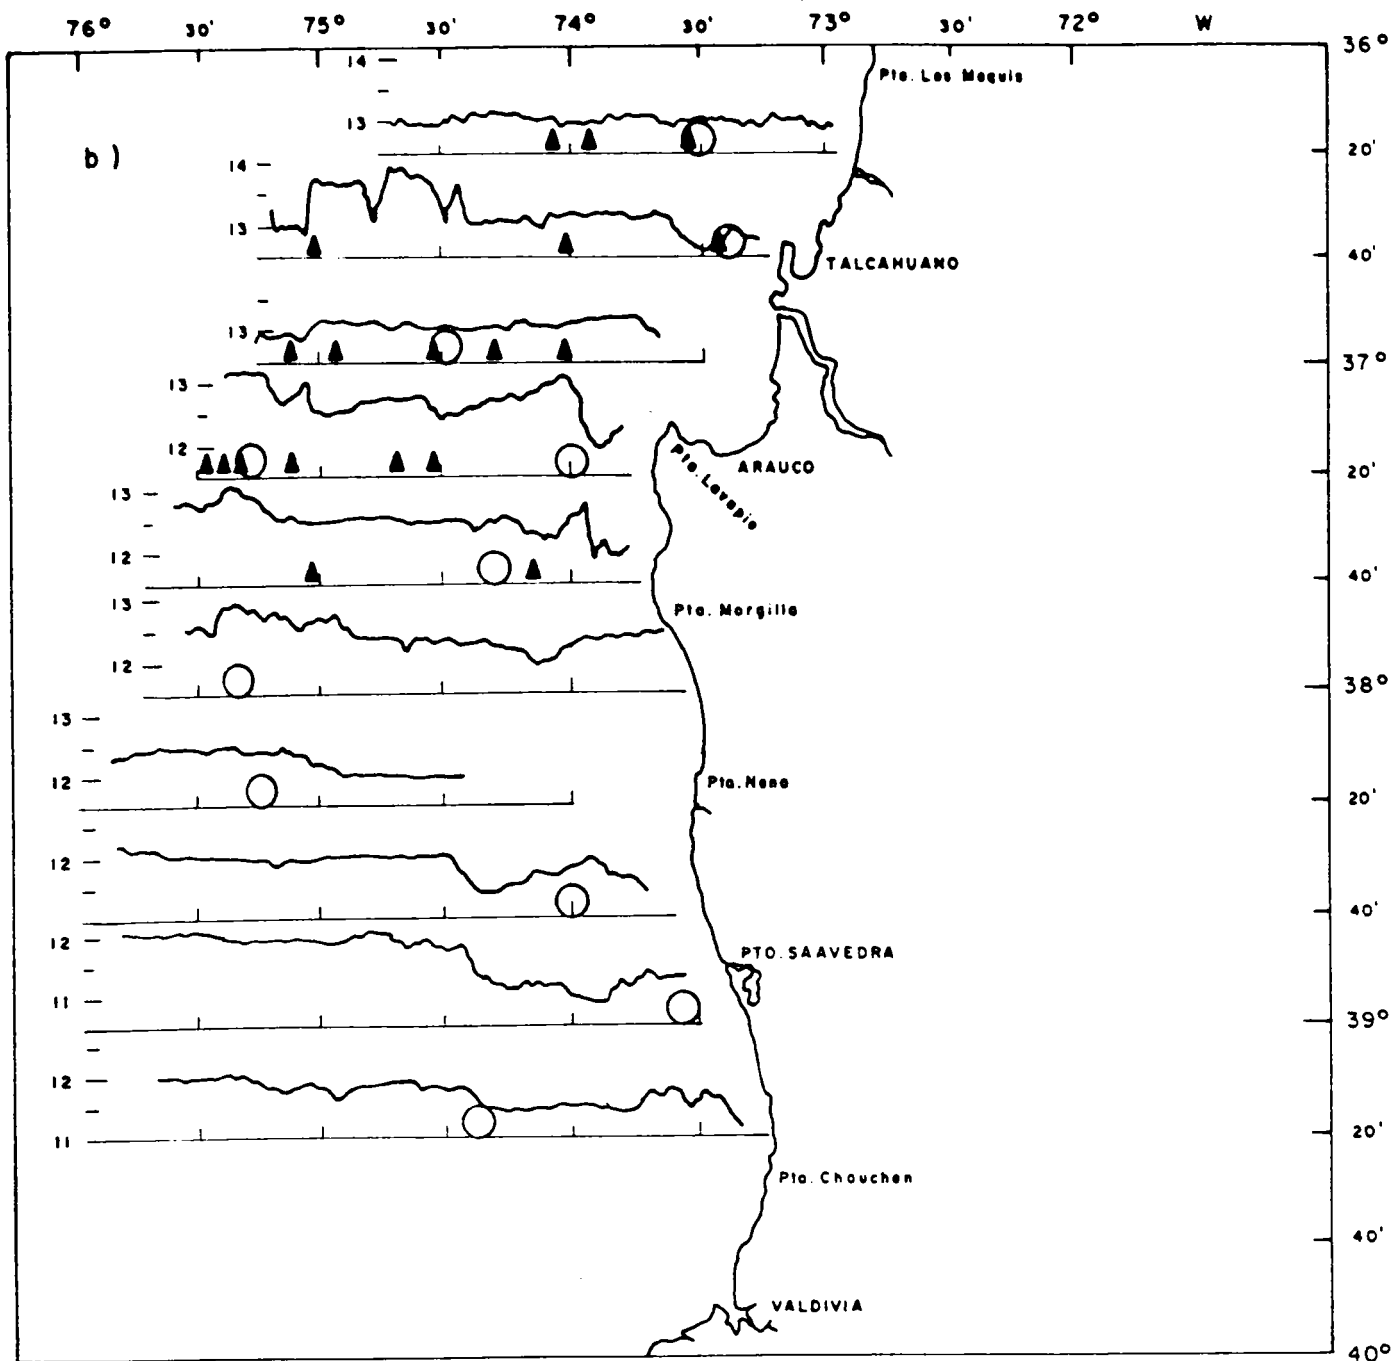 76° 30' 75° 30' 74° 30' 73° 30' 72° W
36°
14
Pta. Los Maquis
13
b)
20'
14
13
40'
TALCAHUANO
13
37°
13
12
Pta. Lavapie
ARAUCO
20'
13
12
40'
13
Pta. Morgilla
12
38°
13
12
Pta. Nena
20'
12
40'
12
PTO. SAAVEDRA
11
39°
12
11
20'
Pta. Chauchen
40'
VALDIVIA
40°